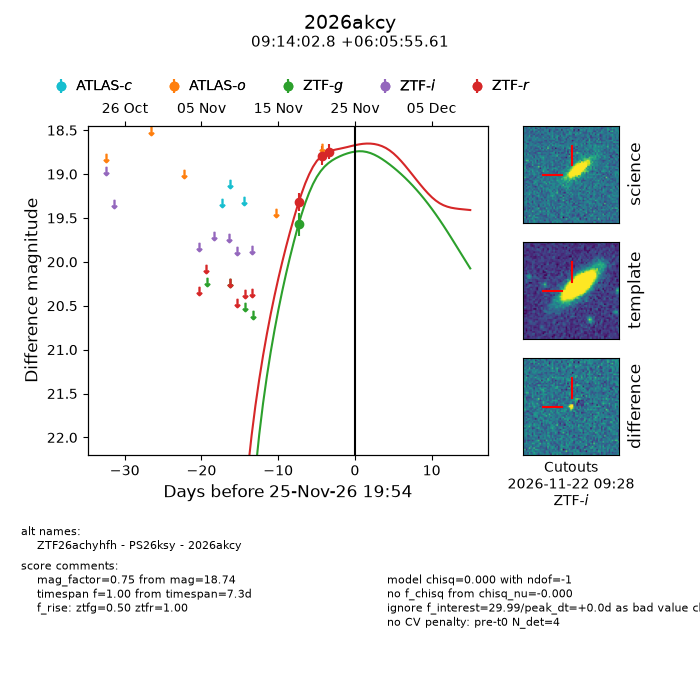 2026akcy
09:14:02.8 +06:05:55.61
ATLAS-c ATLAS-o ZTF-g ZTF-i ZTF-r
26 Oct 05 Nov 15 Nov 25 Nov 05 Dec
18.5
19.0
19.5
20.0
20.5
21.0
21.5
22.0
Difference magnitude
−30 −20 −10 0 10
Days before 25-Nov-26 19:54
science
template
difference
Cutouts
2026-11-22 09:28
ZTF-i
alt names:
ZTF26achyhfh - PS26ksy - 2026akcy
score comments:
mag_factor=0.75 from mag=18.74
timespan f=1.00 from timespan=7.3d
f_rise: ztfg=0.50 ztfr=1.00
model chisq=0.000 with ndof=-1
no f_chisq from chisq_nu=-0.000
ignore f_interest=29.99/peak_dt=+0.0d as bad value
no CV penalty: pre-t0 N_det=4